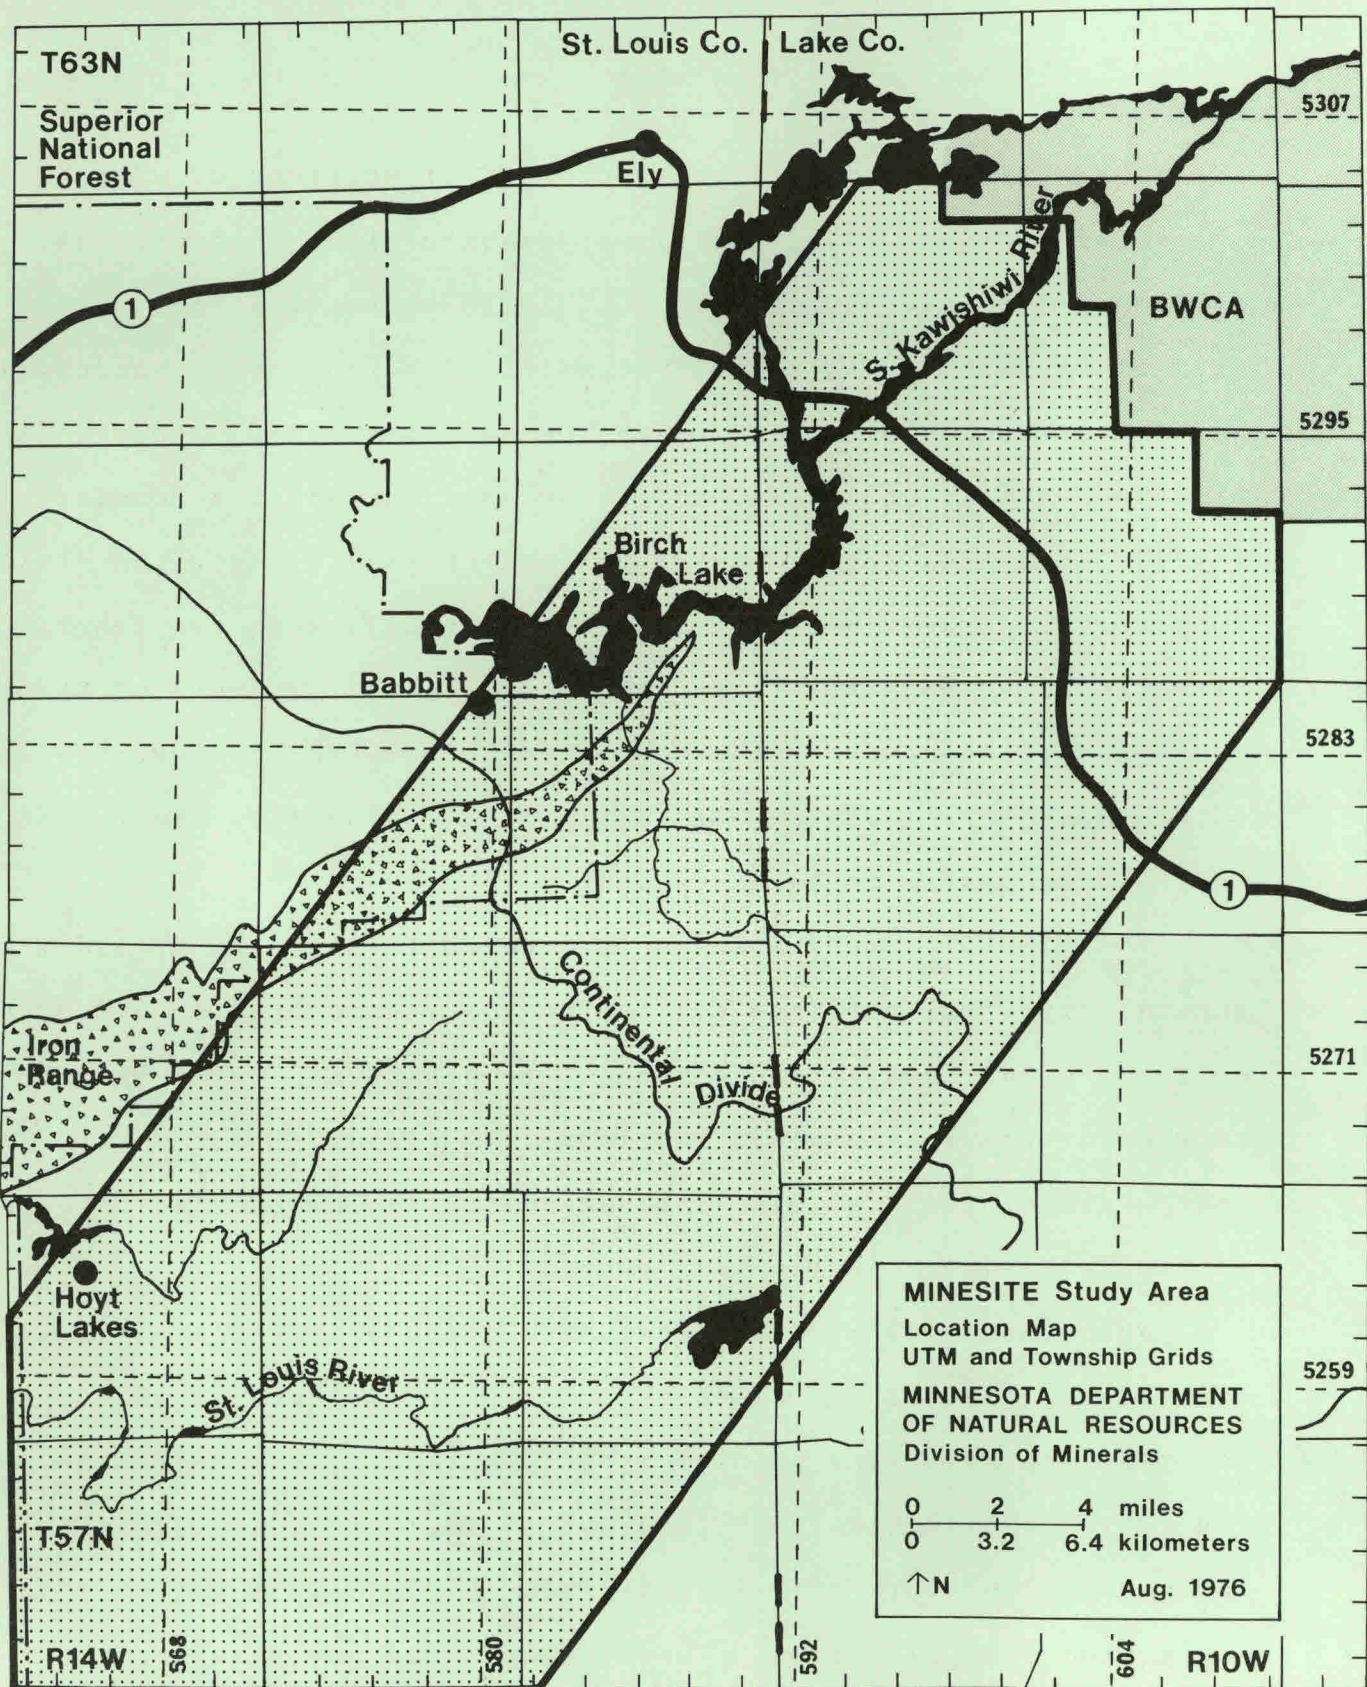 St. Louis Co.
Lake Co.
T63N
Superior
National
Forest
5307
Ely
S. Kawishiwi River
1
BWCA
5295
Birch
Lake
Babbitt
5283
1
Continental
Divide
Iron
Range
5271
Hoyt
Lakes
St. Louis River
MINESITE Study Area
Location Map
UTM and Township Grids
MINNESOTA DEPARTMENT
OF NATURAL RESOURCES
Division of Minerals
0 2 4 miles
0 3.2 6.4 kilometers
↑N Aug. 1976
5259
T57N
R14W
568
580
592
604
R10W